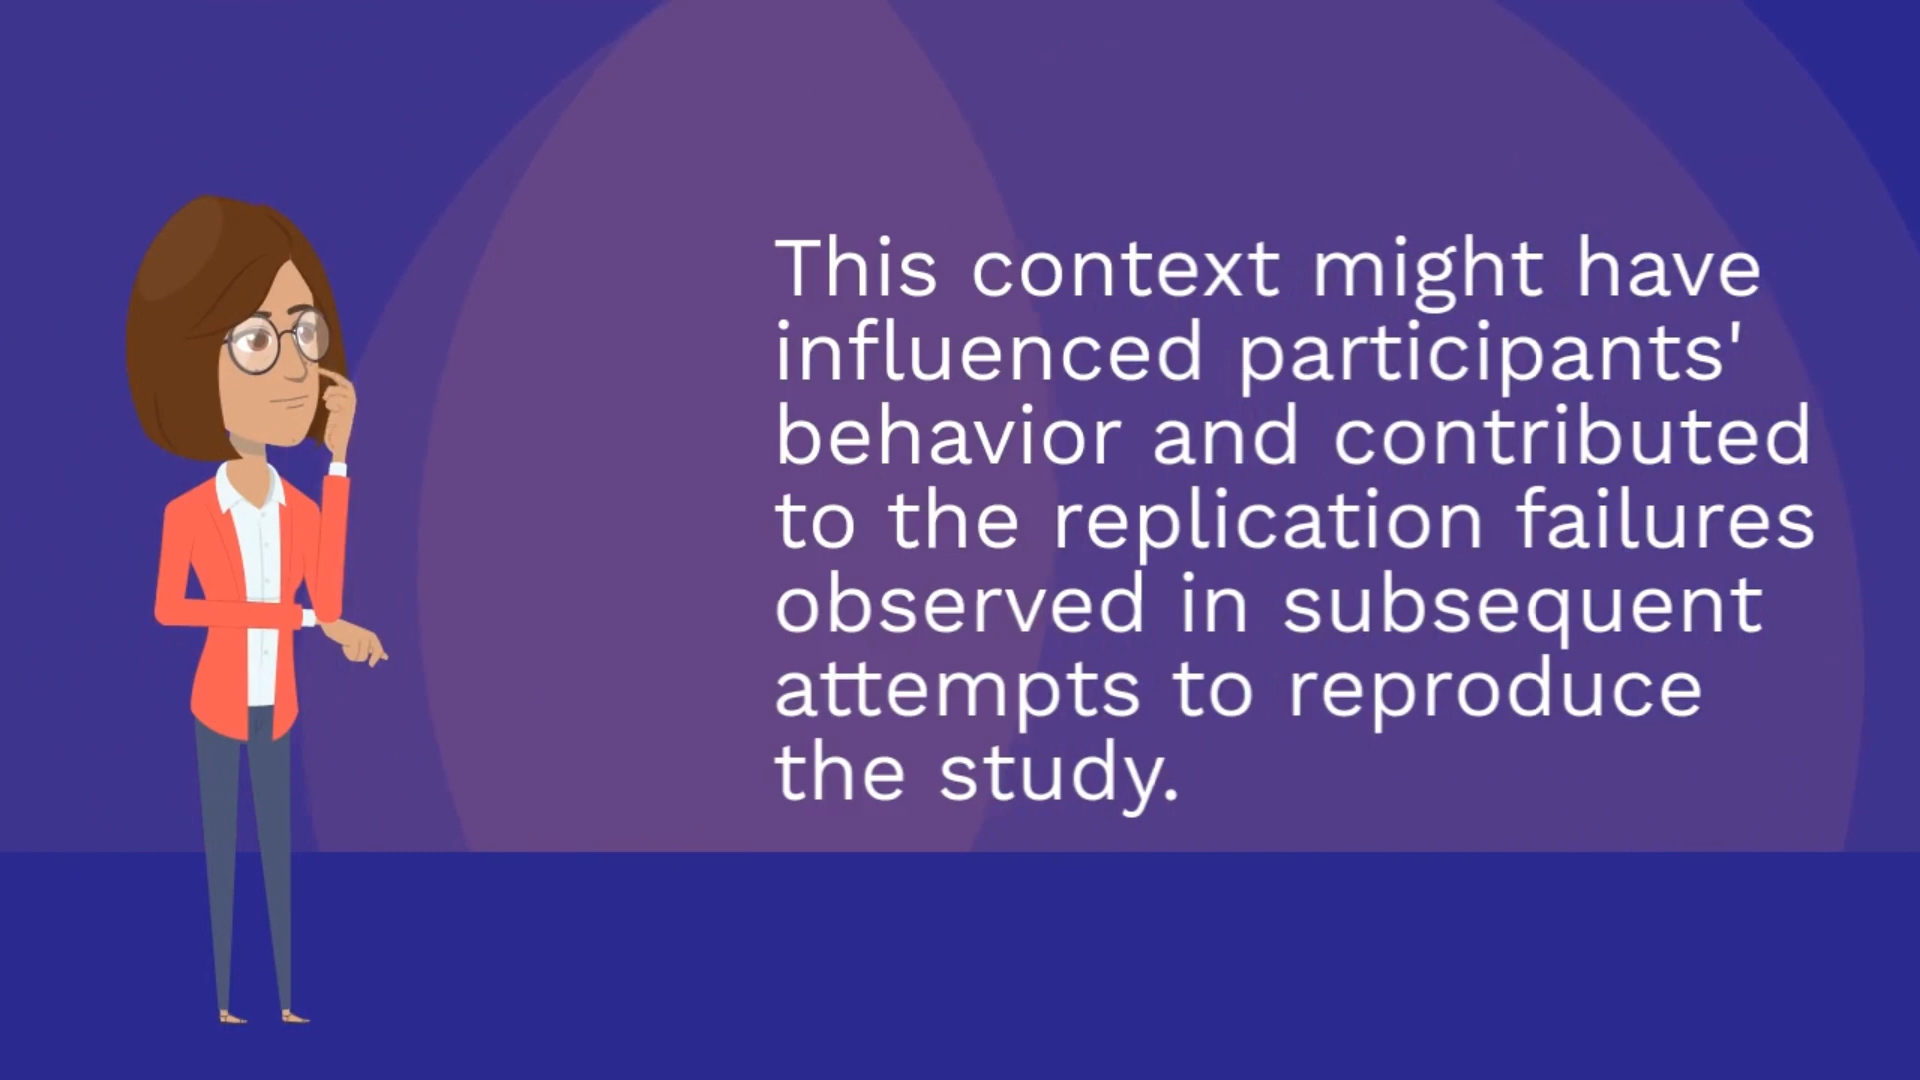 This context might have
influenced participants'
behavior and contributed
to the replication failures
observed in subsequent
attempts to reproduce
the study.